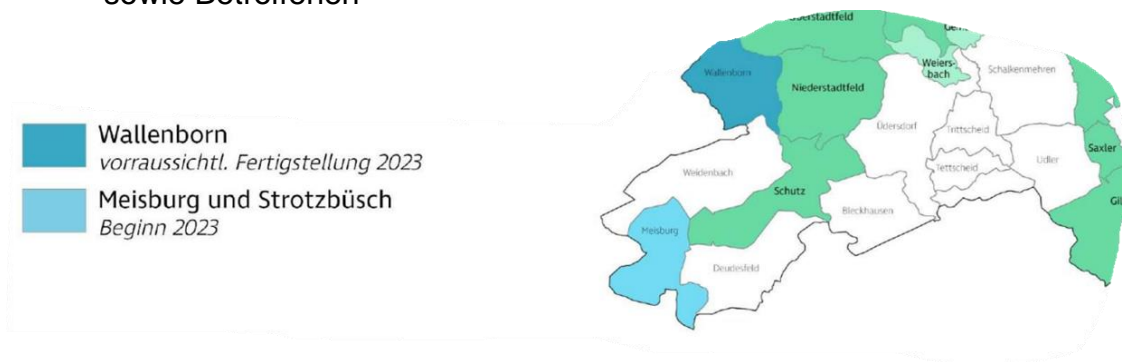 Wallenborn
vorraussichtl. Fertigstellung 2023
Meisburg und Strotzbüsch
Beginn 2023
Weiers-
bach
Schalkenmehren
Wallenborn
Niederstadtfeld
Üdersdorf
Trittscheid
Saxler
Udler
Tettscheid
Weidenbach
Schutz
Bleckhausen
Meisburg
Deudesfeld